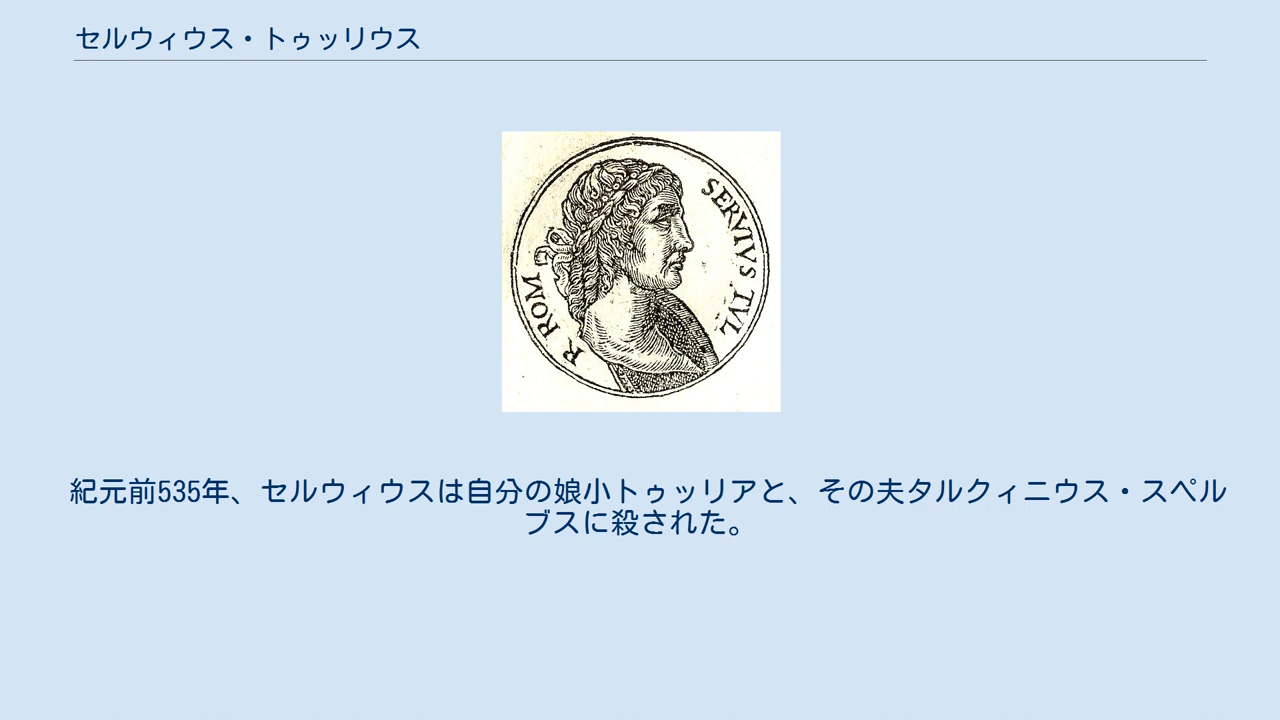 セルウィウス・トゥッリウス
SERVIVS TVL
R ROM
紀元前535年、セルウィウスは自分の娘小トゥッリアと、その夫タルクィニウス・スペル
ブスに殺された。